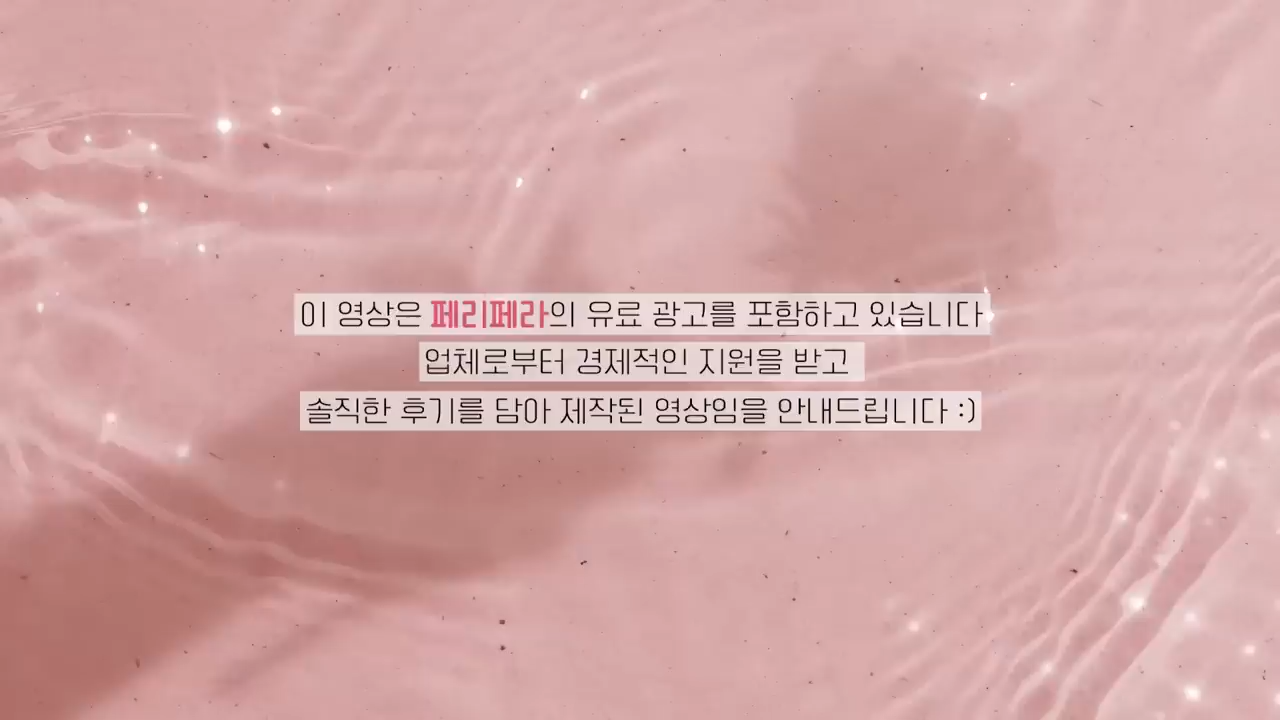 이 영상은 페리페라의 유료 광고를 포함하고 있습니다
업체로부터 경제적인 지원을 받고
솔직한 후기를 담아 제작된 영상임을 안내드립니다 :)